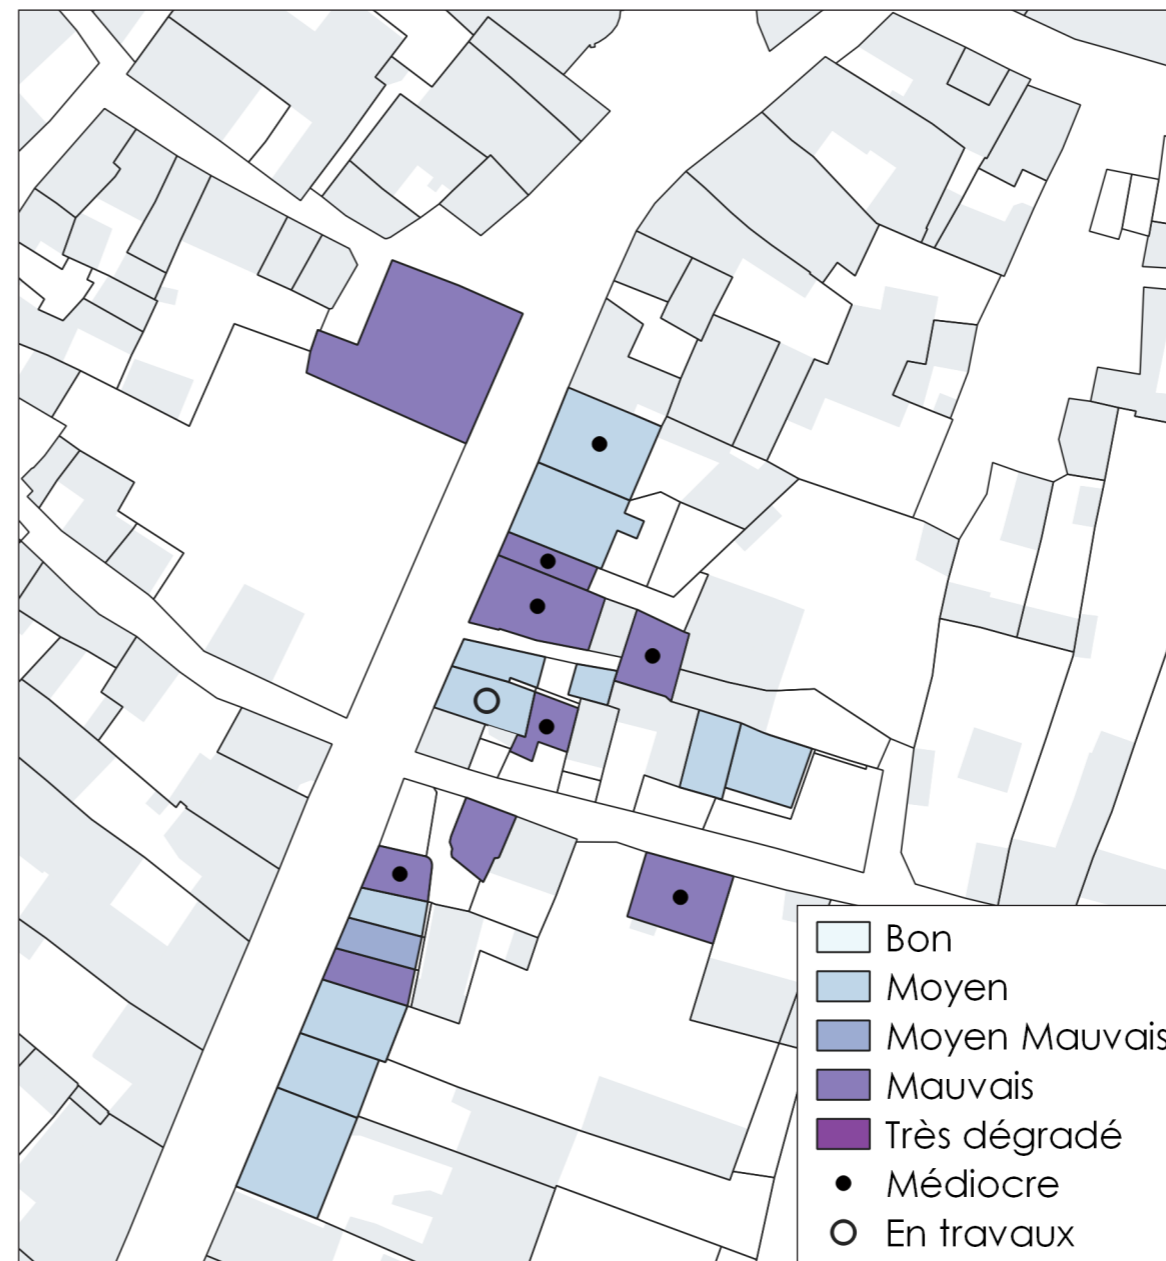 Bon
Moyen
Moyen Mauvais
Mauvais
Très dégradé
Médiocre
En travaux